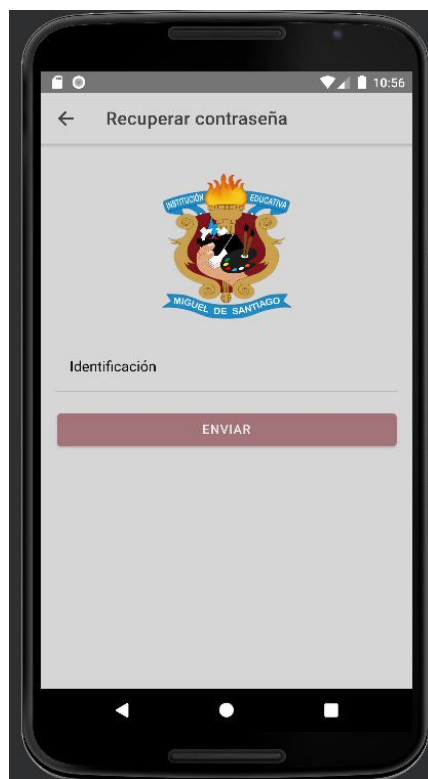 10:56
Recuperar contraseña
INSTITUCIÓN EDUCATIVA
MIGUEL DE SANTIAGO
Identificación
ENVIAR